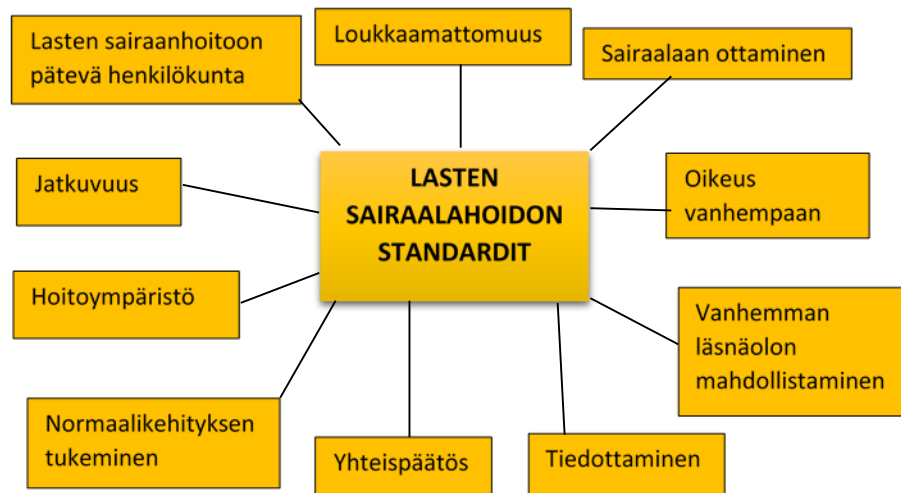 Lasten sairaanhoitoon
pätevä henkilökunta
Loukkaamattomuus
Sairaalaan ottaminen
Jatkuvuus
LASTEN
SAIRAALAHOIDON
STANDARDIT
Oikeus
vanhempaan
Hoitoympäristö
Vanhemman
läsnäolon
mahdollistaminen
Normaalikehityksen
tukeminen
Yhteispäätös
Tiedottaminen